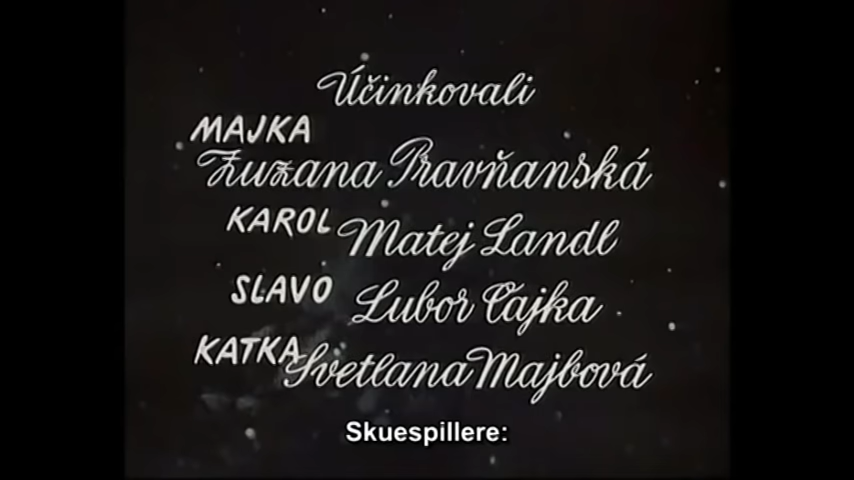 Účinkovali
MAJKA
Zuzana Pravňanská
KAROL Matej Landl
SLAVO Lubor Čajka
KATKA Svetlana Majbová
Skuespillere: